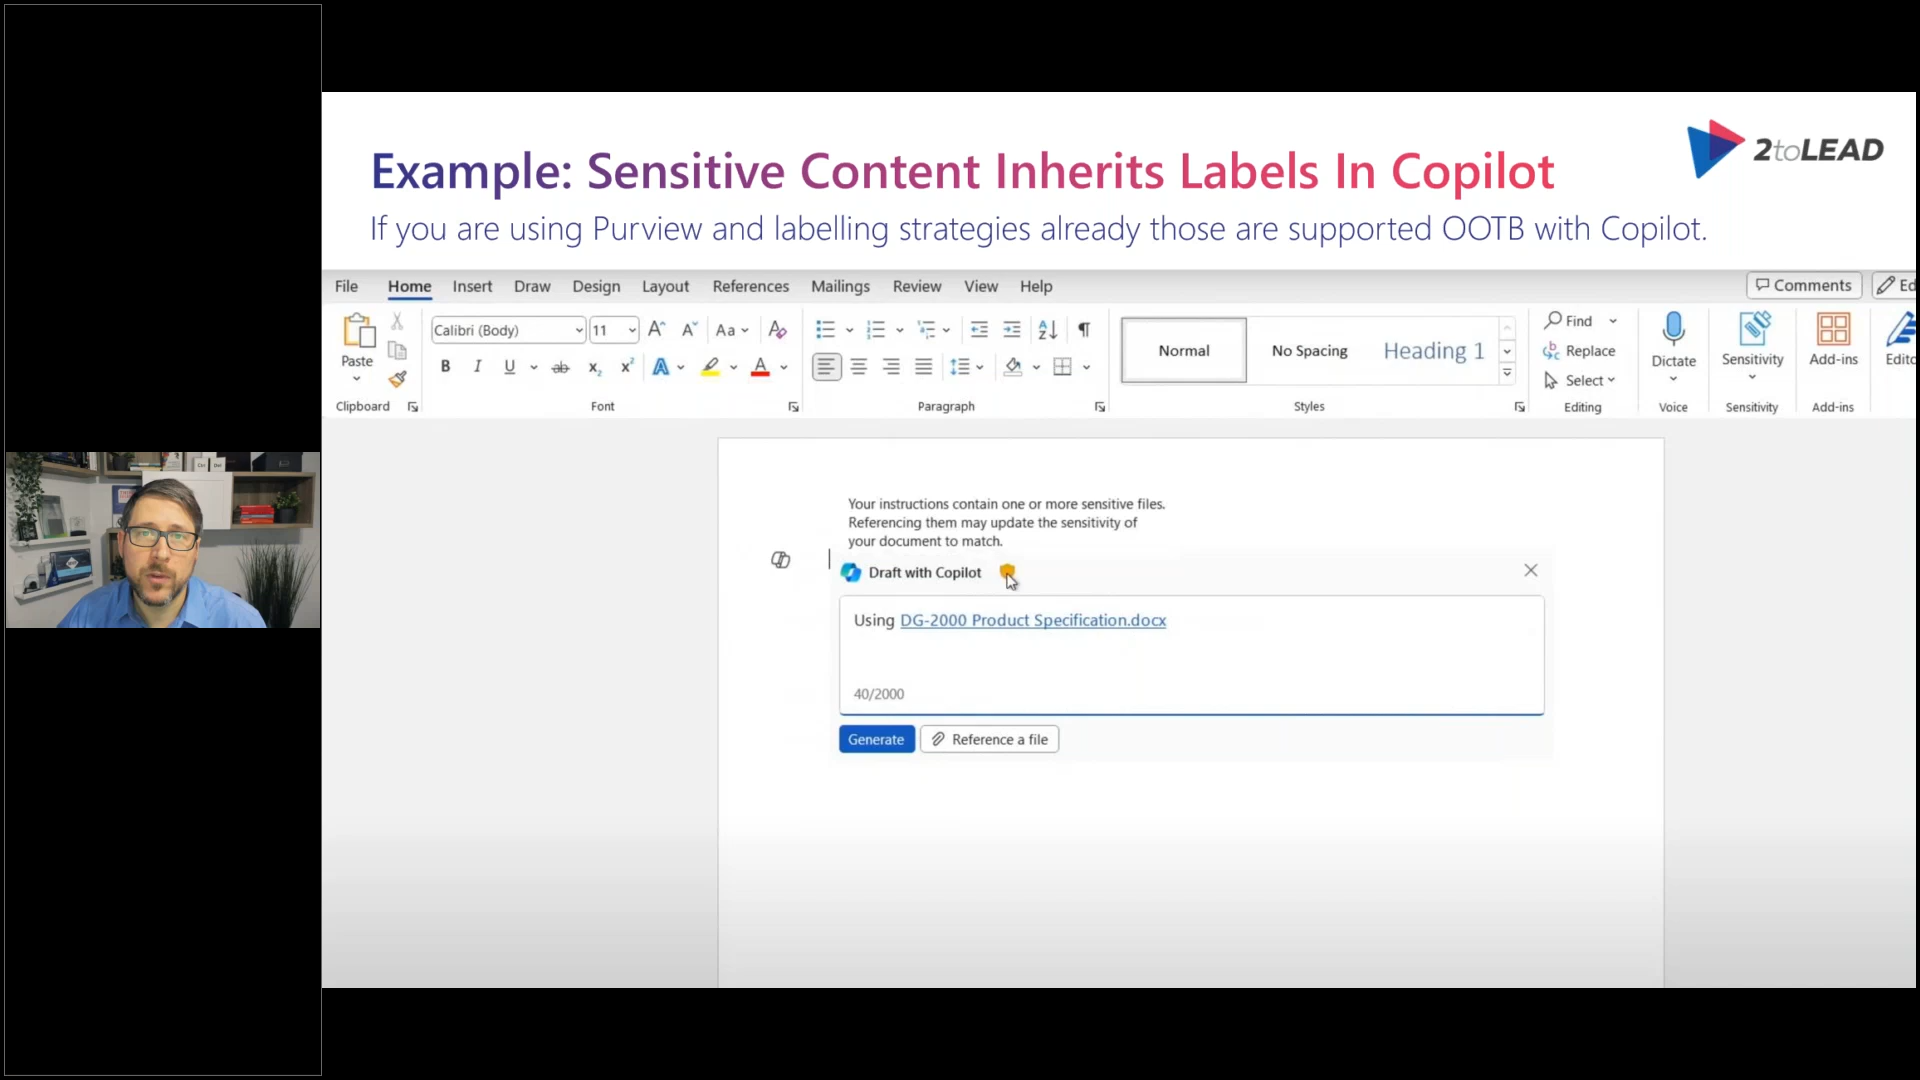 Example: Sensitive Content Inherits Labels In Copilot
2toLEAD
If you are using Purview and labelling strategies already those are supported OOTB with Copilot.
File Home Insert Draw Design Layout References Mailings Review View Help Comments Ed
Paste
Calibri (Body) 11 Aa
Normal No Spacing Heading 1
Find
Replace
Select
Dictate Sensitivity Add-ins Edito
B I U ab
Clipboard Font Paragraph Styles Editing Voice Sensitivity Add-ins
Your instructions contain one or more sensitive files.
Referencing them may update the sensitivity of
your document to match.
Draft with Copilot
Using DG-2000 Product Specification.docx
40/2000
Generate Reference a file